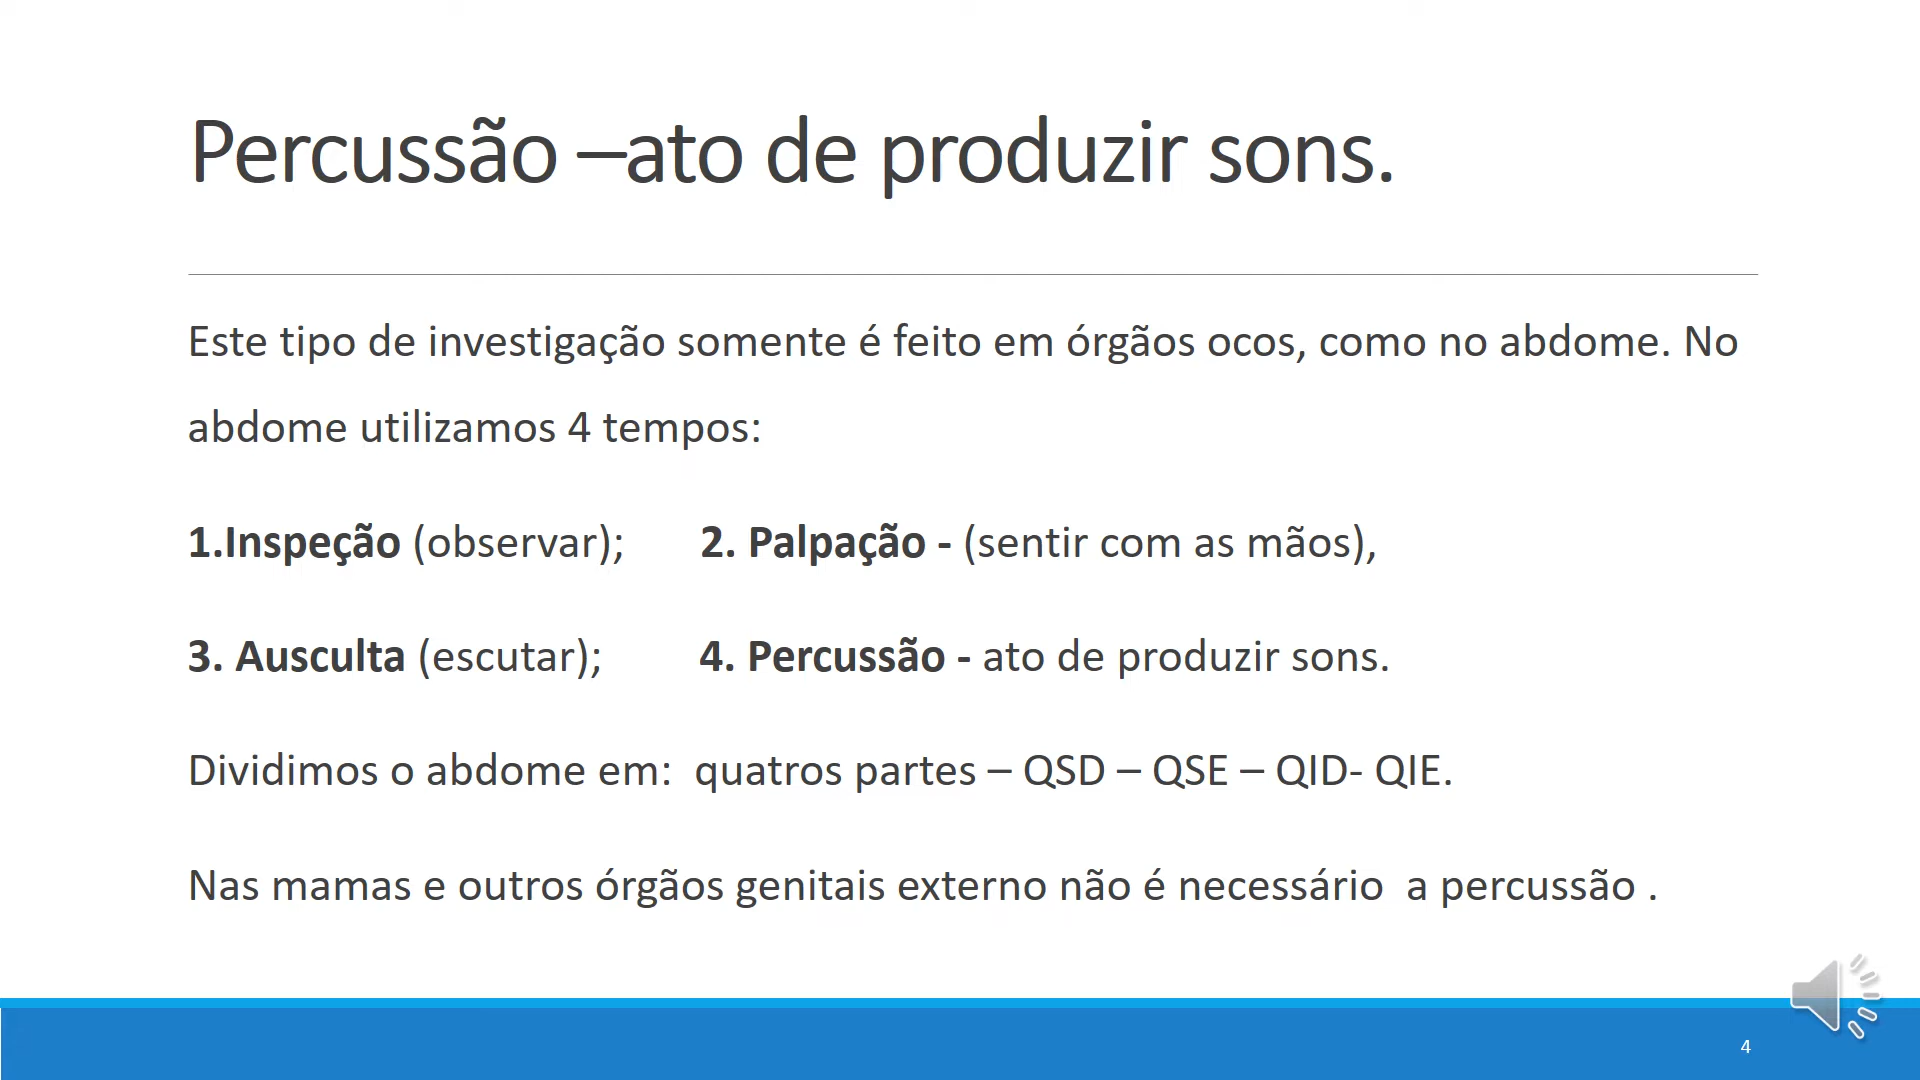 Percussão –ato de produzir sons.
Este tipo de investigação somente é feito em órgãos ocos, como no abdome. No
abdome utilizamos 4 tempos:
1.Inspeção (observar); 2. Palpação - (sentir com as mãos),
3. Ausculta (escutar); 4. Percussão - ato de produzir sons.
Dividimos o abdome em: quatros partes – QSD – QSE – QID- QIE.
Nas mamas e outros órgãos genitais externo não é necessário a percussão .
4